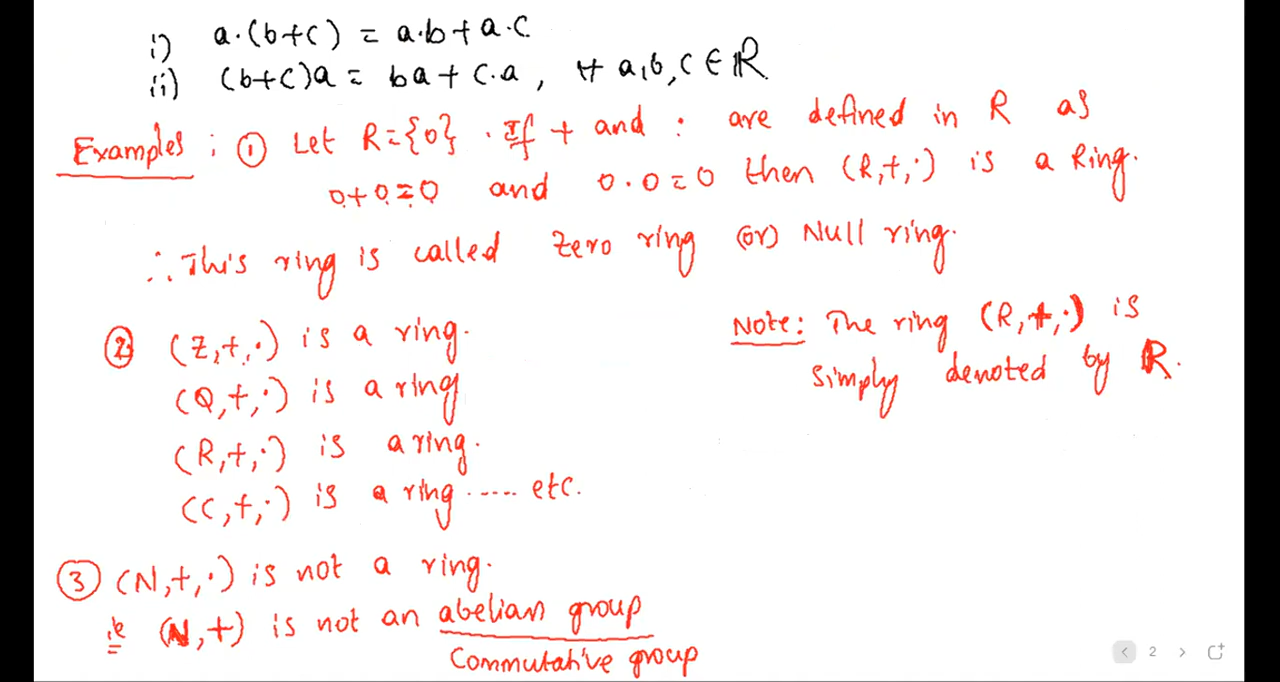 i) a.(b+c) = a.b + a.c
ii) (b+c)a = ba + c.a, ∀ a,b,c ∈ R
Examples : ① Let R={0} . If + and : are defined in R as
0+0=0 and 0.0=0 then (R,+,.) is a Ring.
∴ This ring is called Zero ring (or) Null ring.
② (Z,+,.) is a ring.
(Q,+,.) is a ring
(R,+,.) is a ring.
(C,+,.) is a ring ..... etc.
Note: The ring (R,+,.) is
simply denoted by R.
③ (N,+,.) is not a ring.
ie (N,+) is not an abelian group
Commutative group
< 2 >